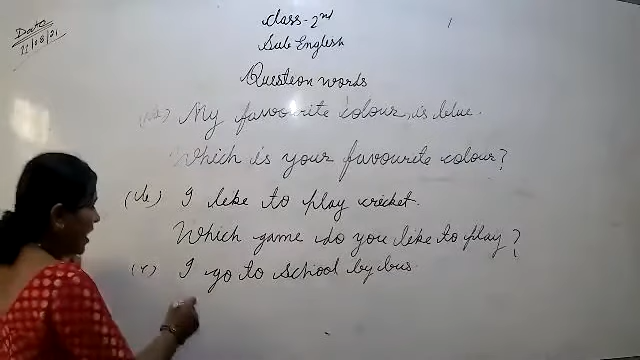 Date
11/08/21
Class-2nd
Sub English
Question words
My favourite colour is blue.
Which is your favourite colour?
I like to play cricket.
Which game do you like to play?
(V) I go to school by bus.